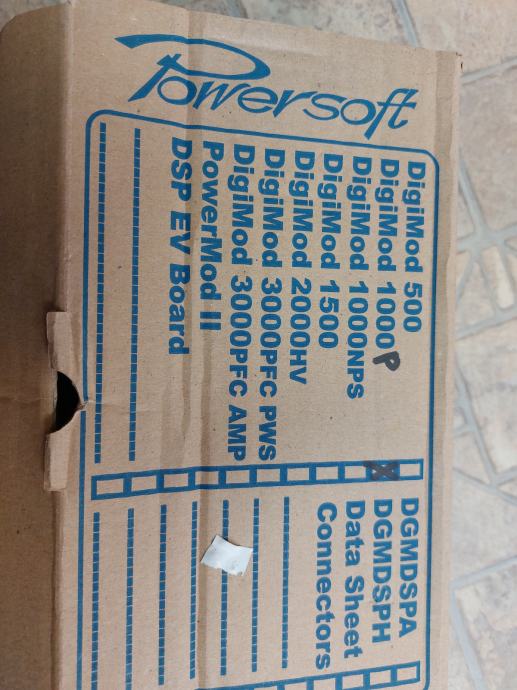 Powersoft
DigiMod 500
DigiMod 1000P
DigiMod 1000NPS
DigiMod 1500
DigiMod 2000HV
DigiMod 3000PFC PWS
DigiMod 3000PFC AMP
PowerMod II
DSP EV Board
DGMDSPA
DGMDSPH
Data Sheet
Connectors